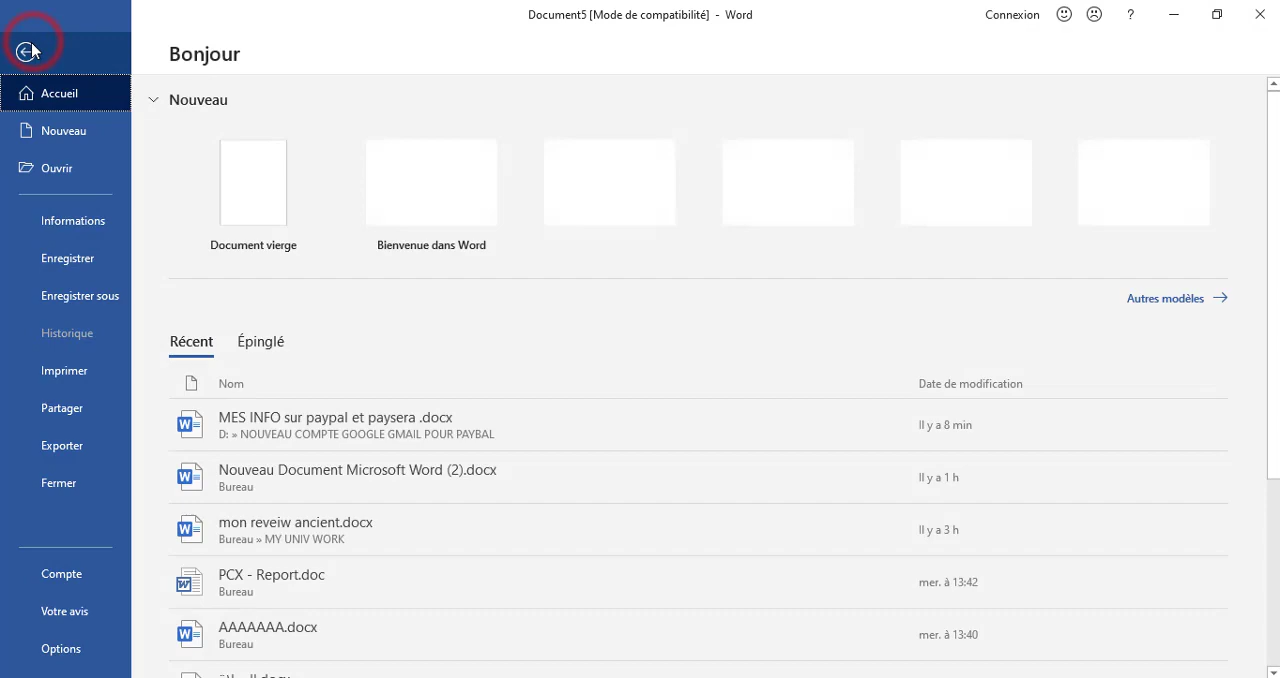 Document5 [Mode de compatibilité] - Word
Connexion
?
Bonjour
Accueil
Nouveau
Ouvrir
Informations
Enregistrer
Enregistrer sous
Historique
Imprimer
Partager
Exporter
Fermer
Compte
Votre avis
Options
Nouveau
Document vierge
Bienvenue dans Word
Autres modèles
Récent Épinglé
Nom Date de modification
MES INFO sur paypal et paysera .docx
D: » NOUVEAU COMPTE GOOGLE GMAIL POUR PAYBAL
Il y a 8 min
Nouveau Document Microsoft Word (2).docx
Bureau
Il y a 1 h
mon reveiw ancient.docx
Bureau » MY UNIV WORK
Il y a 3 h
PCX - Report.doc
Bureau
mer. à 13:42
AAAAAAA.docx
Bureau
mer. à 13:40